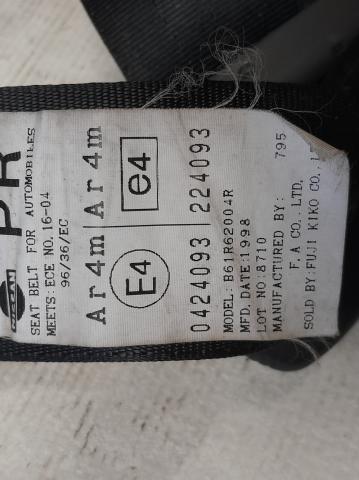 PR
SEAT BELT FOR AUTOMOBILES
MEETS: ECE NO. 16-04
96/36/EC
Ar4m Ar4m
E4 e4
0424093 224093
MODEL: B61R62004R
MFD. DATE: 1998
LOT NO: 8710 795
MANUFACTURED BY:
F. A CO., LTD.
SOLD BY: FUJI KIKO CO.,